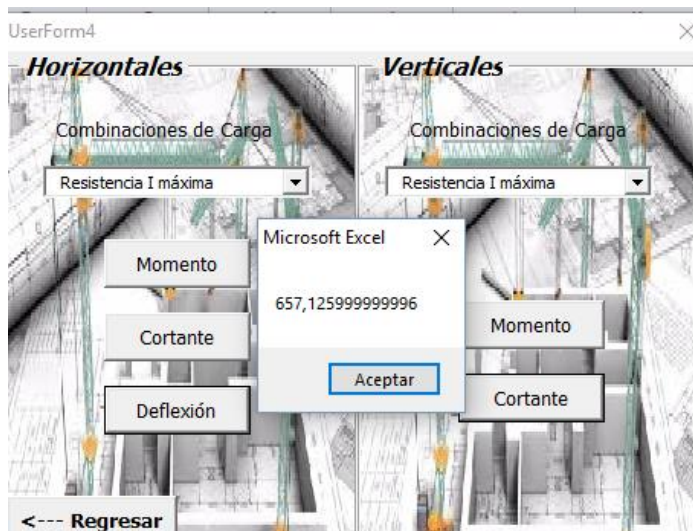 UserForm4
Horizontales
Combinaciones de Carga
Resistencia I máxima
Momento
Cortante
Deflexión
<--- Regresar
Verticales
Combinaciones de Carga
Resistencia I máxima
Momento
Cortante
Microsoft Excel
657,125999999996
Aceptar